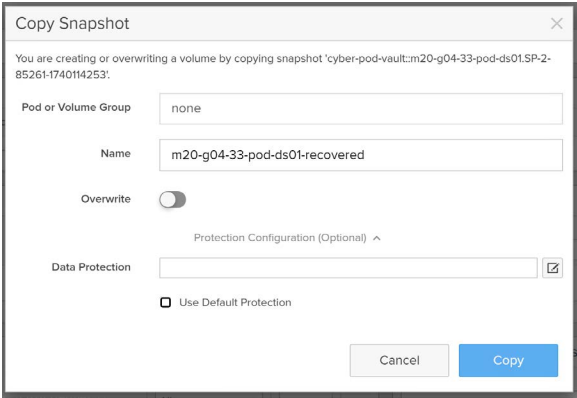 Copy Snapshot
You are creating or overwriting a volume by copying snapshot 'cyber-pod-vault::m20-g04-33-pod-ds01.SP-2-
85261-1740114253'.
Pod or Volume Group
none
Name
m20-g04-33-pod-ds01-recovered
Overwrite
Protection Configuration (Optional)
Data Protection
Use Default Protection
Cancel
Copy